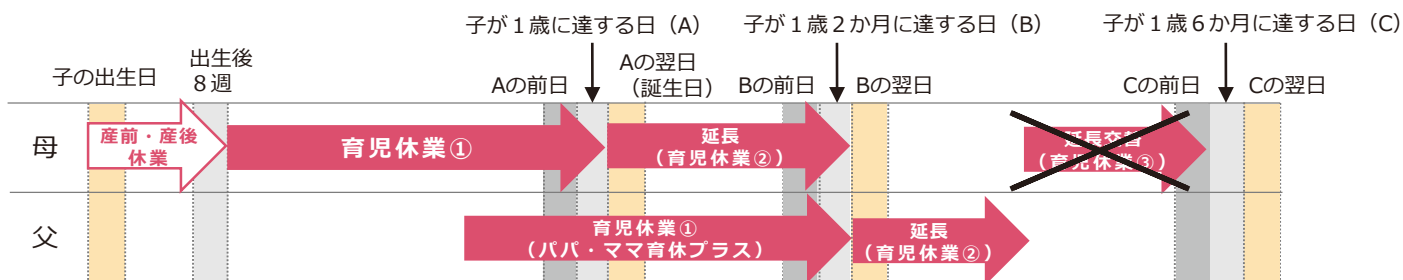 子が１歳に達する日（A）
子が１歳２か月に達する日（B）
子が１歳６か月に達する日（C）
子の出生日
出生後
８週
Aの前日
Aの翌日
（誕生日）
Bの前日
Bの翌日
Cの前日
Cの翌日
母
産前・産後
休業
育児休業①
延長
（育児休業②）
延長交替
（育児休業③）
父
育児休業①
（パパ・ママ育休プラス）
延長
（育児休業②）